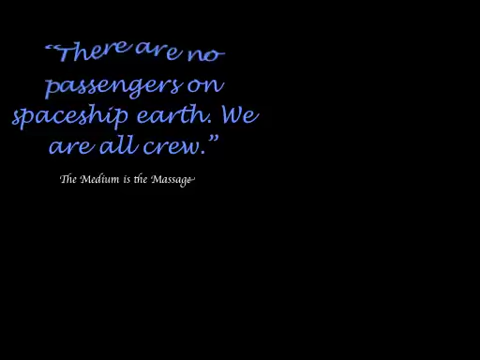 “There are no
passengers on
spaceship earth. We
are all crew.”
The Medium is the Massage